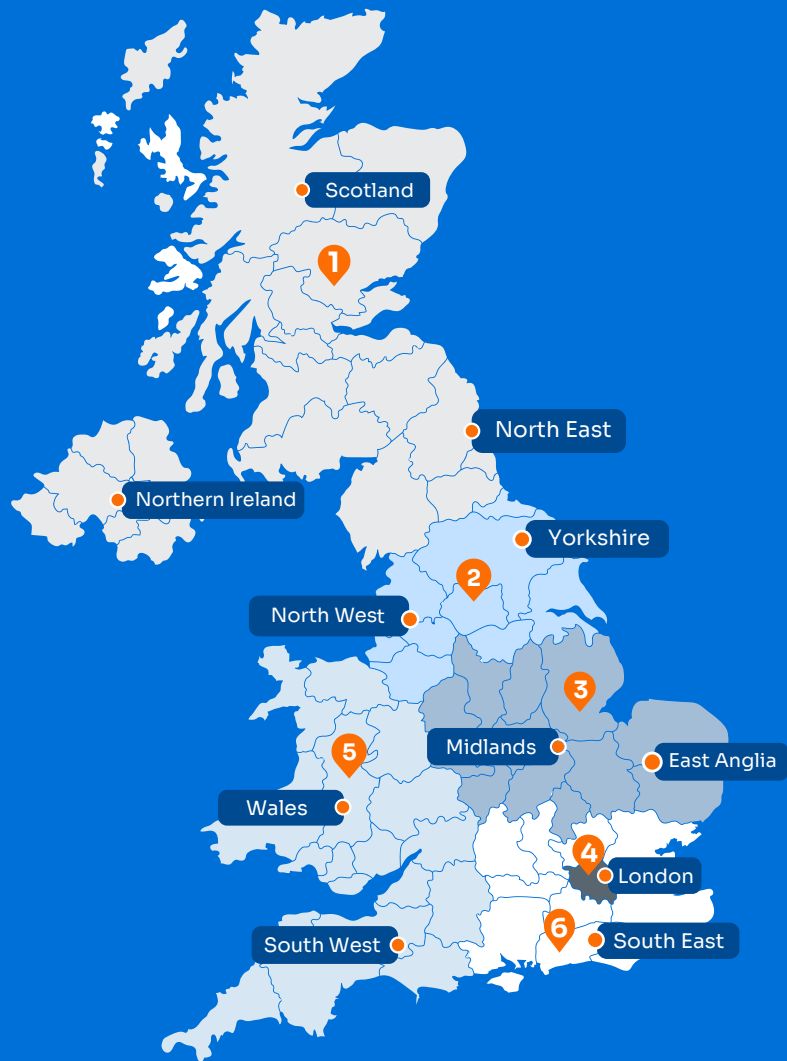 Scotland
1
North East
Northern Ireland
Yorkshire
2
North West
3
5
Midlands
East Anglia
Wales
4
London
6
South West
South East